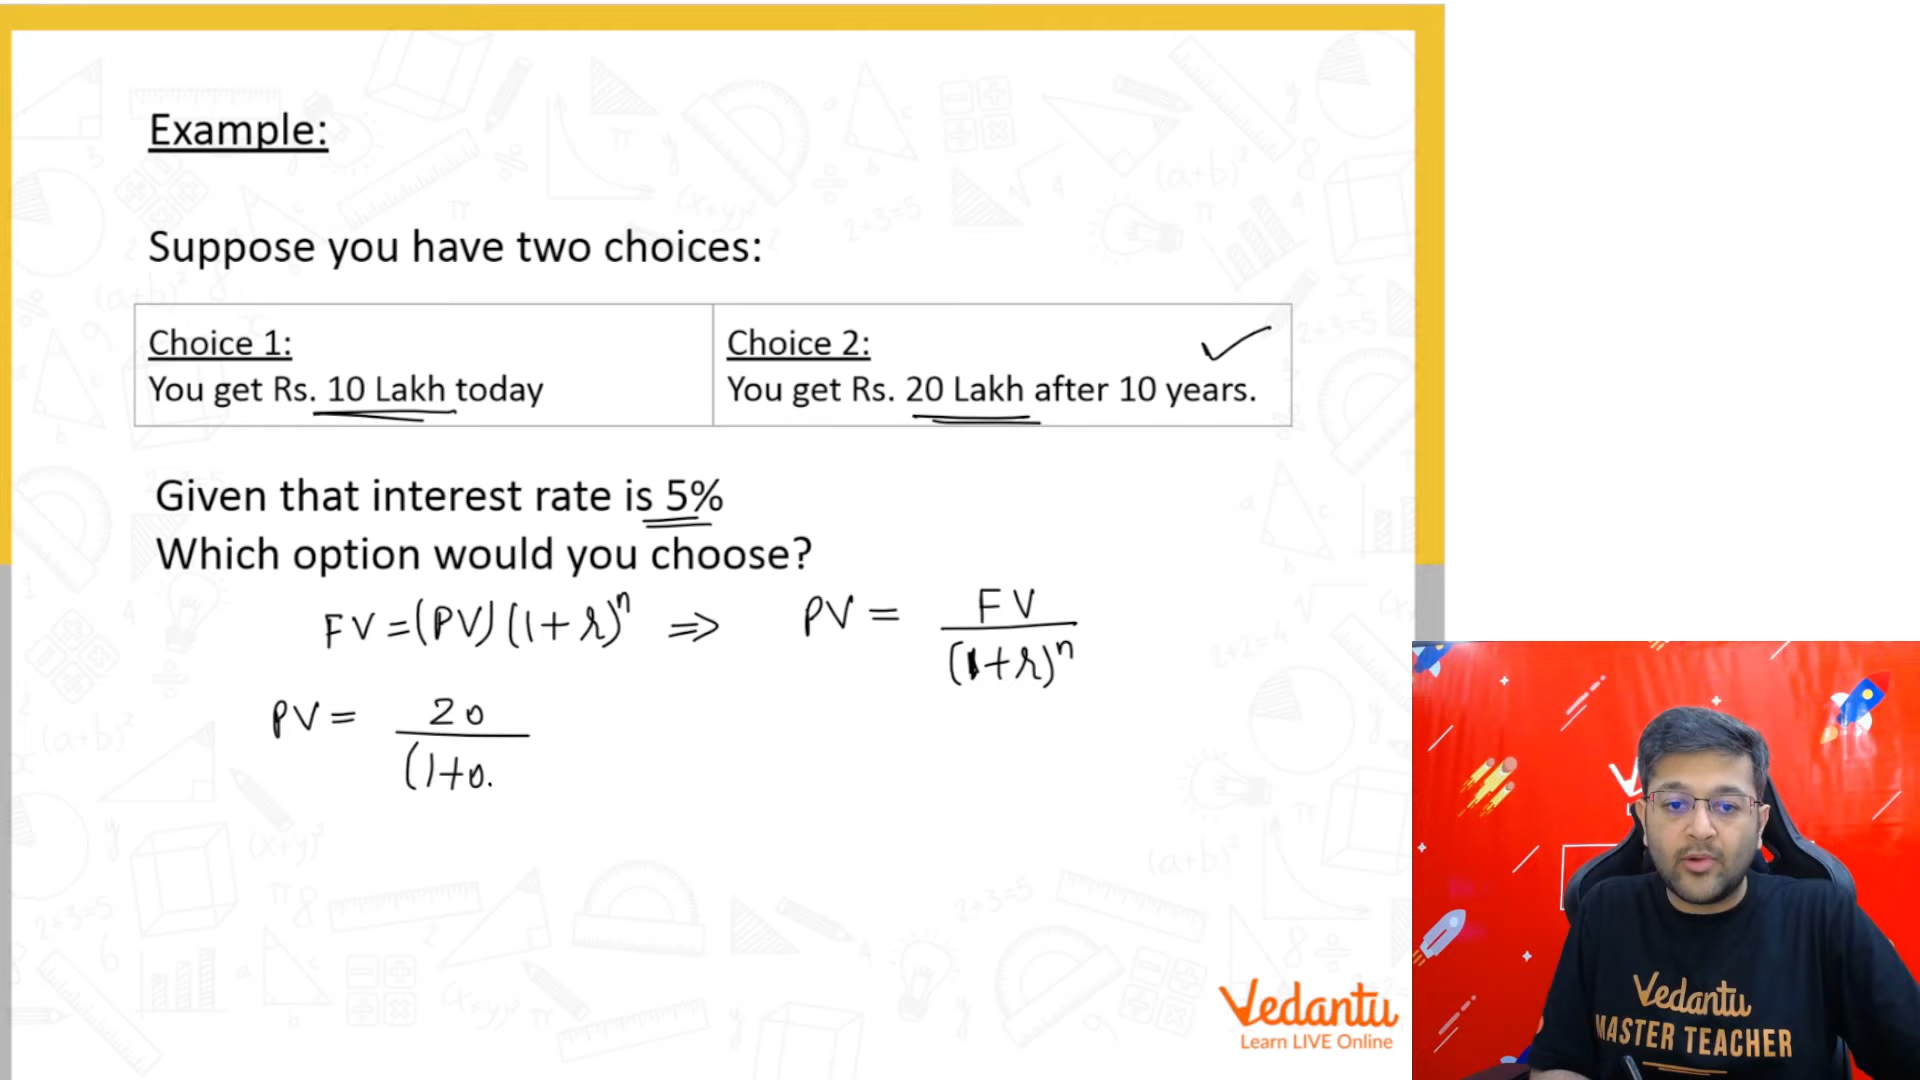 Example:
Suppose you have two choices:
Choice 1:
You get Rs. 10 Lakh today
Choice 2:
You get Rs. 20 Lakh after 10 years.
Given that interest rate is 5%
Which option would you choose?
FV = (PV) (1 + r)^n ⇒ PV = FV / (1 + r)^n
PV = 20 / (1+0.
Vedantu
Learn LIVE Online
Vedantu
MASTER TEACHER